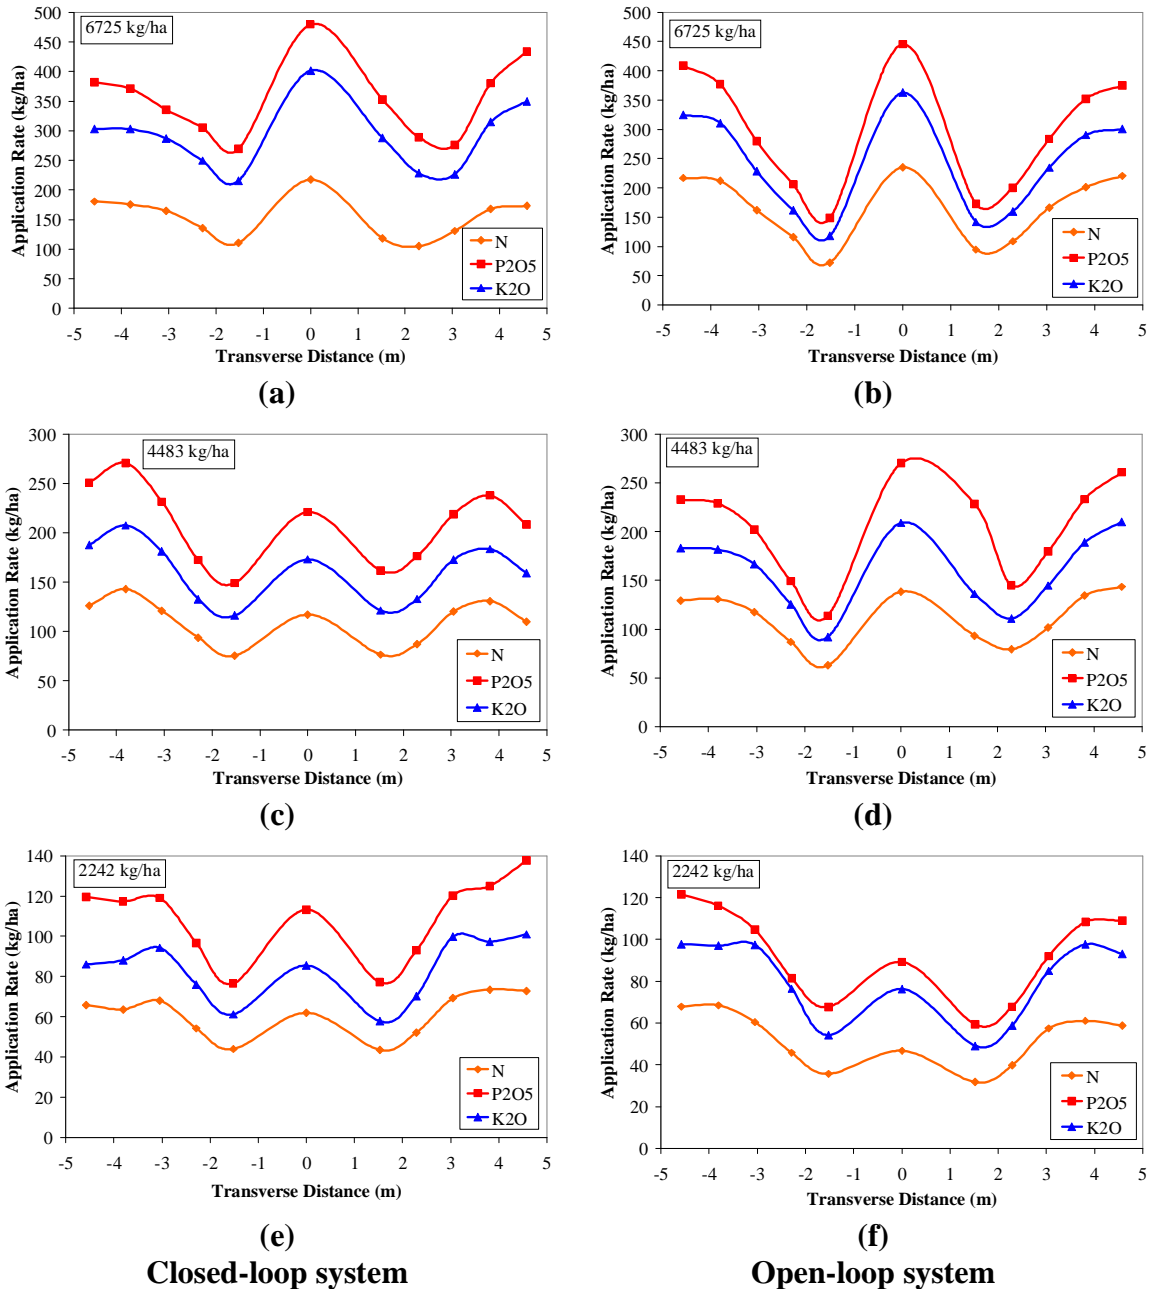 6725 kg/ha
Application Rate (kg/ha)
500
450
400
350
300
250
200
150
100
50
0
-5 -4 -3 -2 -1 0 1 2 3 4 5
Transverse Distance (m)
N
P2O5
K2O
(a)
6725 kg/ha
Application Rate (kg/ha)
500
450
400
350
300
250
200
150
100
50
0
-5 -4 -3 -2 -1 0 1 2 3 4 5
Transverse Distance (m)
N
P2O5
K2O
(b)
4483 kg/ha
Application Rate (kg/ha)
300
250
200
150
100
50
0
-5 -4 -3 -2 -1 0 1 2 3 4 5
Transverse Distance (m)
N
P2O5
K2O
(c)
4483 kg/ha
Application Rate (kg/ha)
300
250
200
150
100
50
0
-5 -4 -3 -2 -1 0 1 2 3 4 5
Transverse Distance (m)
N
P2O5
K2O
(d)
2242 kg/ha
Application Rate (kg/ha)
140
120
100
80
60
40
20
0
-5 -4 -3 -2 -1 0 1 2 3 4 5
Transverse Distance (m)
N
P2O5
K2O
(e)
Closed-loop system
2242 kg/ha
Application Rate (kg/ha)
140
120
100
80
60
40
20
0
-5 -4 -3 -2 -1 0 1 2 3 4 5
Transverse Distance (m)
N
P2O5
K2O
(f)
Open-loop system